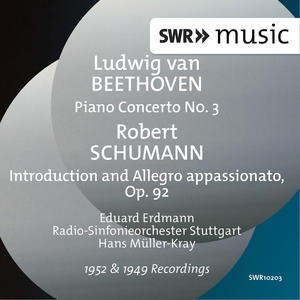 SWR>> music
Ludwig van
BEETHOVEN
Piano Concerto No. 3
Robert
SCHUMANN
Introduction and Allegro appassionato,
Op. 92
Eduard Erdmann
Radio-Sinfonieorchester Stuttgart
Hans Müller-Kray
1952 & 1949 Recordings
SWR10203